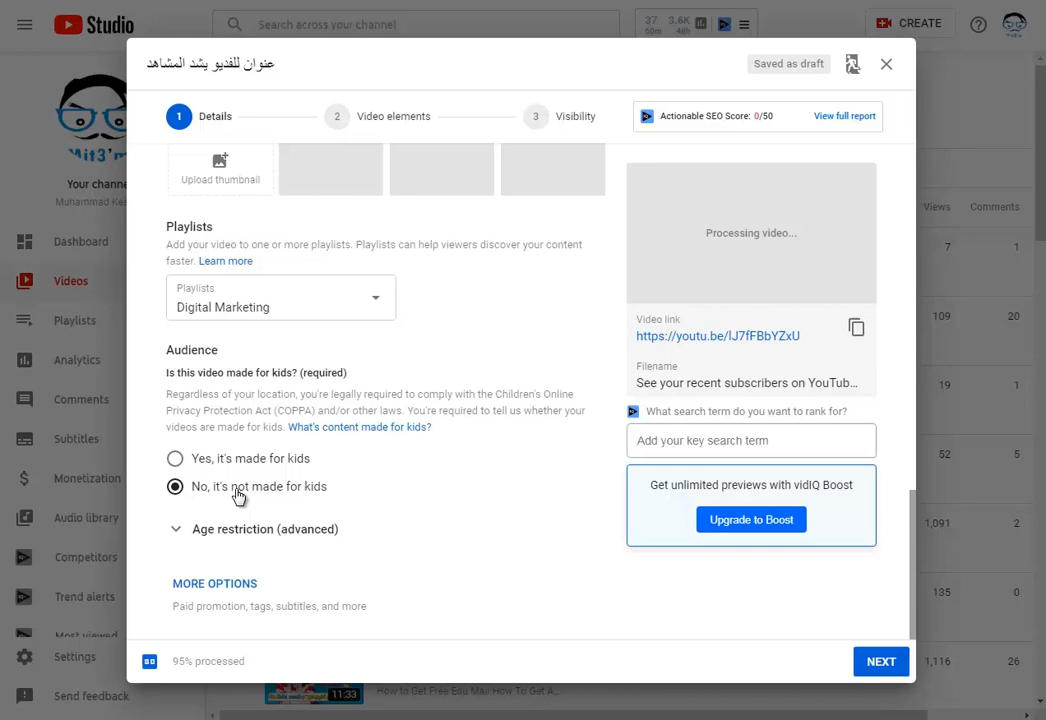 Studio
Search across your channel
37
60m
3.6K
48h
CREATE
عنوان للفديو يشد المشاهد
Saved as draft
1 Details
2 Video elements
3 Visibility
Actionable SEO Score: 0/50
View full report
Mit3'm
Your chann
Muhammad Kes
Upload thumbnail
Playlists
Add your video to one or more playlists. Playlists can help viewers discover your content
faster. Learn more
Playlists
Digital Marketing
Audience
Is this video made for kids? (required)
Regardless of your location, you're legally required to comply with the Children's Online
Privacy Protection Act (COPPA) and/or other laws. You're required to tell us whether your
videos are made for kids. What's content made for kids?
Yes, it's made for kids
No, it's not made for kids
Age restriction (advanced)
MORE OPTIONS
Paid promotion, tags, subtitles, and more
Processing video...
Video link
https://youtu.be/lJ7fFBbYZxU
Filename
See your recent subscribers on YouTub...
What search term do you want to rank for?
Add your key search term
Get unlimited previews with vidIQ Boost
Upgrade to Boost
SD
95% processed
NEXT
Dashboard
Videos
Playlists
Analytics
Comments
Subtitles
Monetization
Audio library
Competitors
Trend alerts
Most viewed
Settings
Send feedback
Views
Comments
7
1
109
20
19
1
52
5
1,091
2
135
0
1,116
26
11:33
How to Get Free Edu Mail How To Get A...